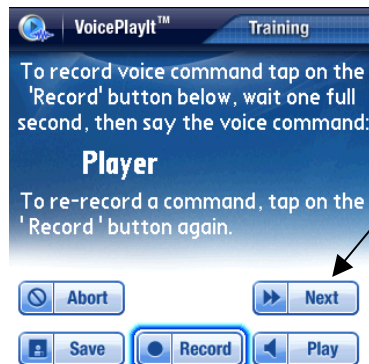 VoicePlayIt™ Training
To record voice command tap on the
'Record' button below, wait one full
second, then say the voice command:
Player
To re-record a command, tap on the
'Record' button again.
Abort Next
Save Record Play